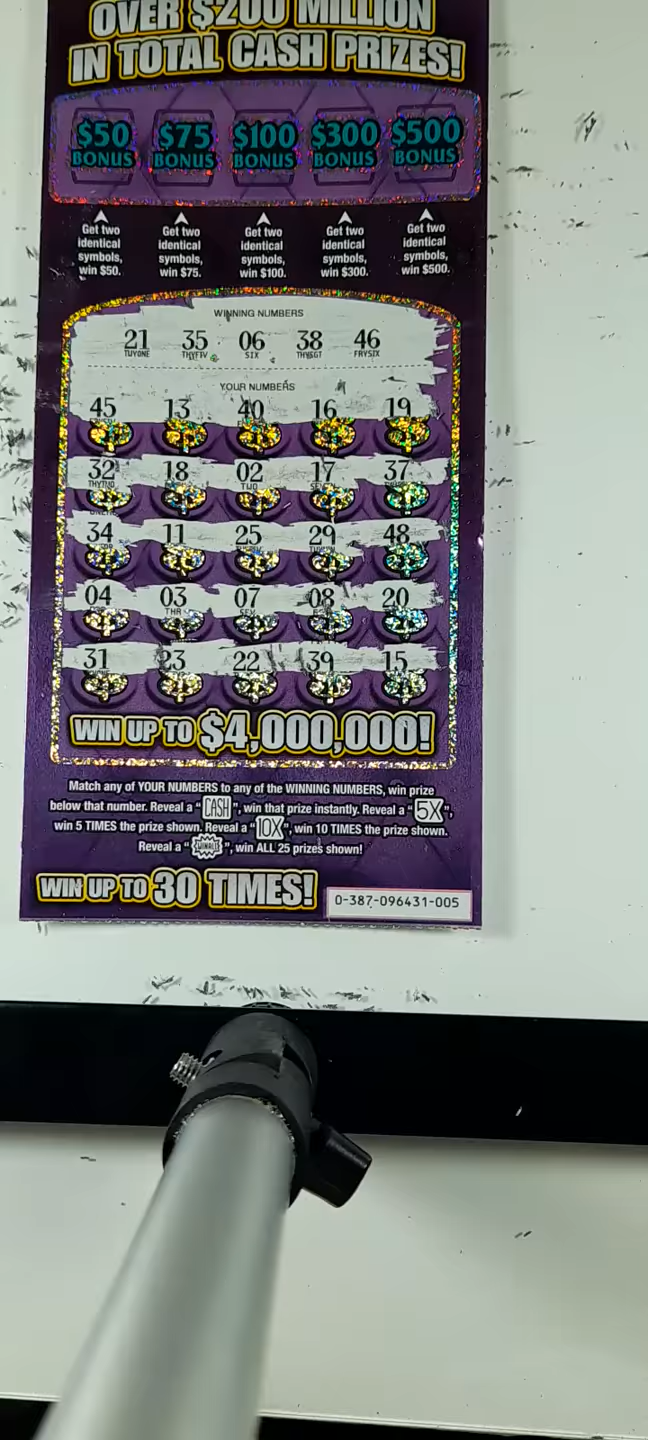 OVER $200 MILLION
IN TOTAL CASH PRIZES!
$50 $75 $100 $300 $500
BONUS BONUS BONUS BONUS BONUS
Get two identical symbols, win $50.
Get two identical symbols, win $75.
Get two identical symbols, win $100.
Get two identical symbols, win $300.
Get two identical symbols, win $500.
WINNING NUMBERS
21 35 06 38 46
TUYONE THYFIV SIX THYEGT FRYSIX
YOUR NUMBERS
45 13 40 16 19
32 18 02 17 37
THYTWO TWO
34 11 25 29 48
04 03 07 08 20
THR
31 23 22 39 15
WIN UP TO $4,000,000!
Match any of YOUR NUMBERS to any of the WINNING NUMBERS, win prize
below that number. Reveal a "CASH", win that prize instantly. Reveal a "5X",
win 5 TIMES the prize shown. Reveal a "10X", win 10 TIMES the prize shown.
Reveal a "WINALL", win ALL 25 prizes shown!
WIN UP TO 30 TIMES!
0-387-096431-005